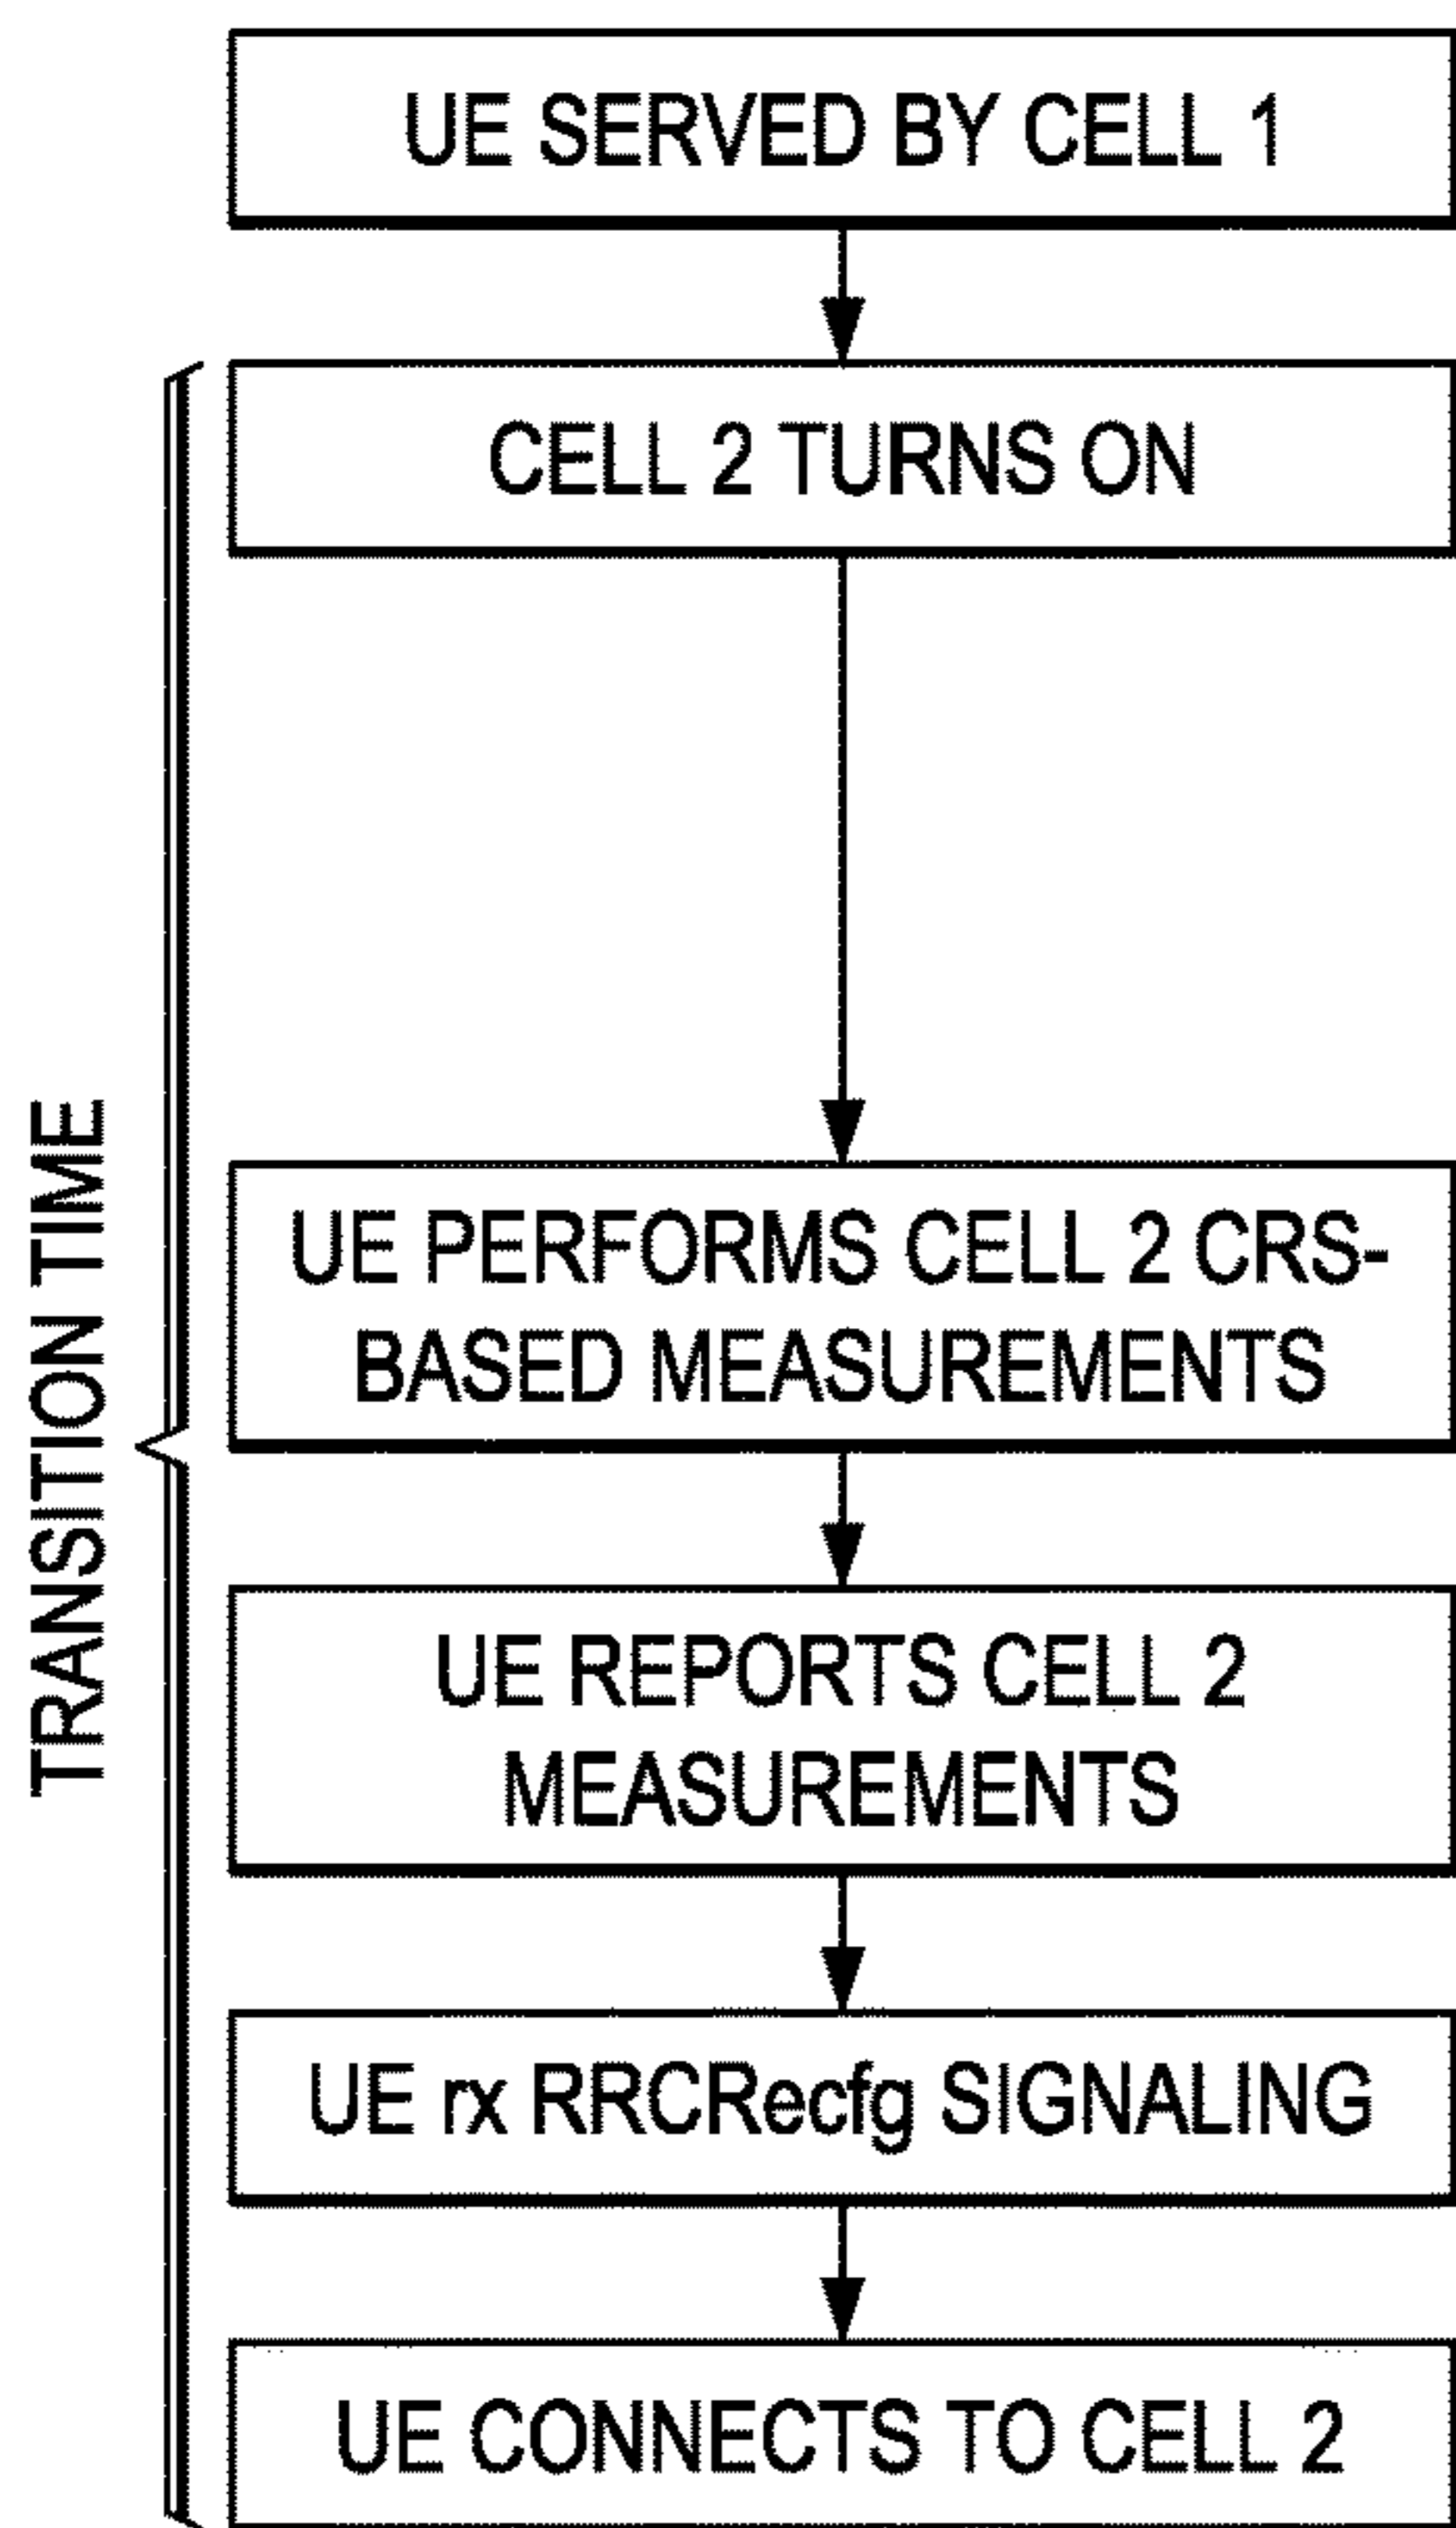 UE SERVED BY CELL 1
CELL 2 TURNS ON
TRANSITION TIME
UE PERFORMS CELL 2 CRS-
BASED MEASUREMENTS
UE REPORTS CELL 2
MEASUREMENTS
UE rx RRCRecfg SIGNALING
UE CONNECTS TO CELL 2